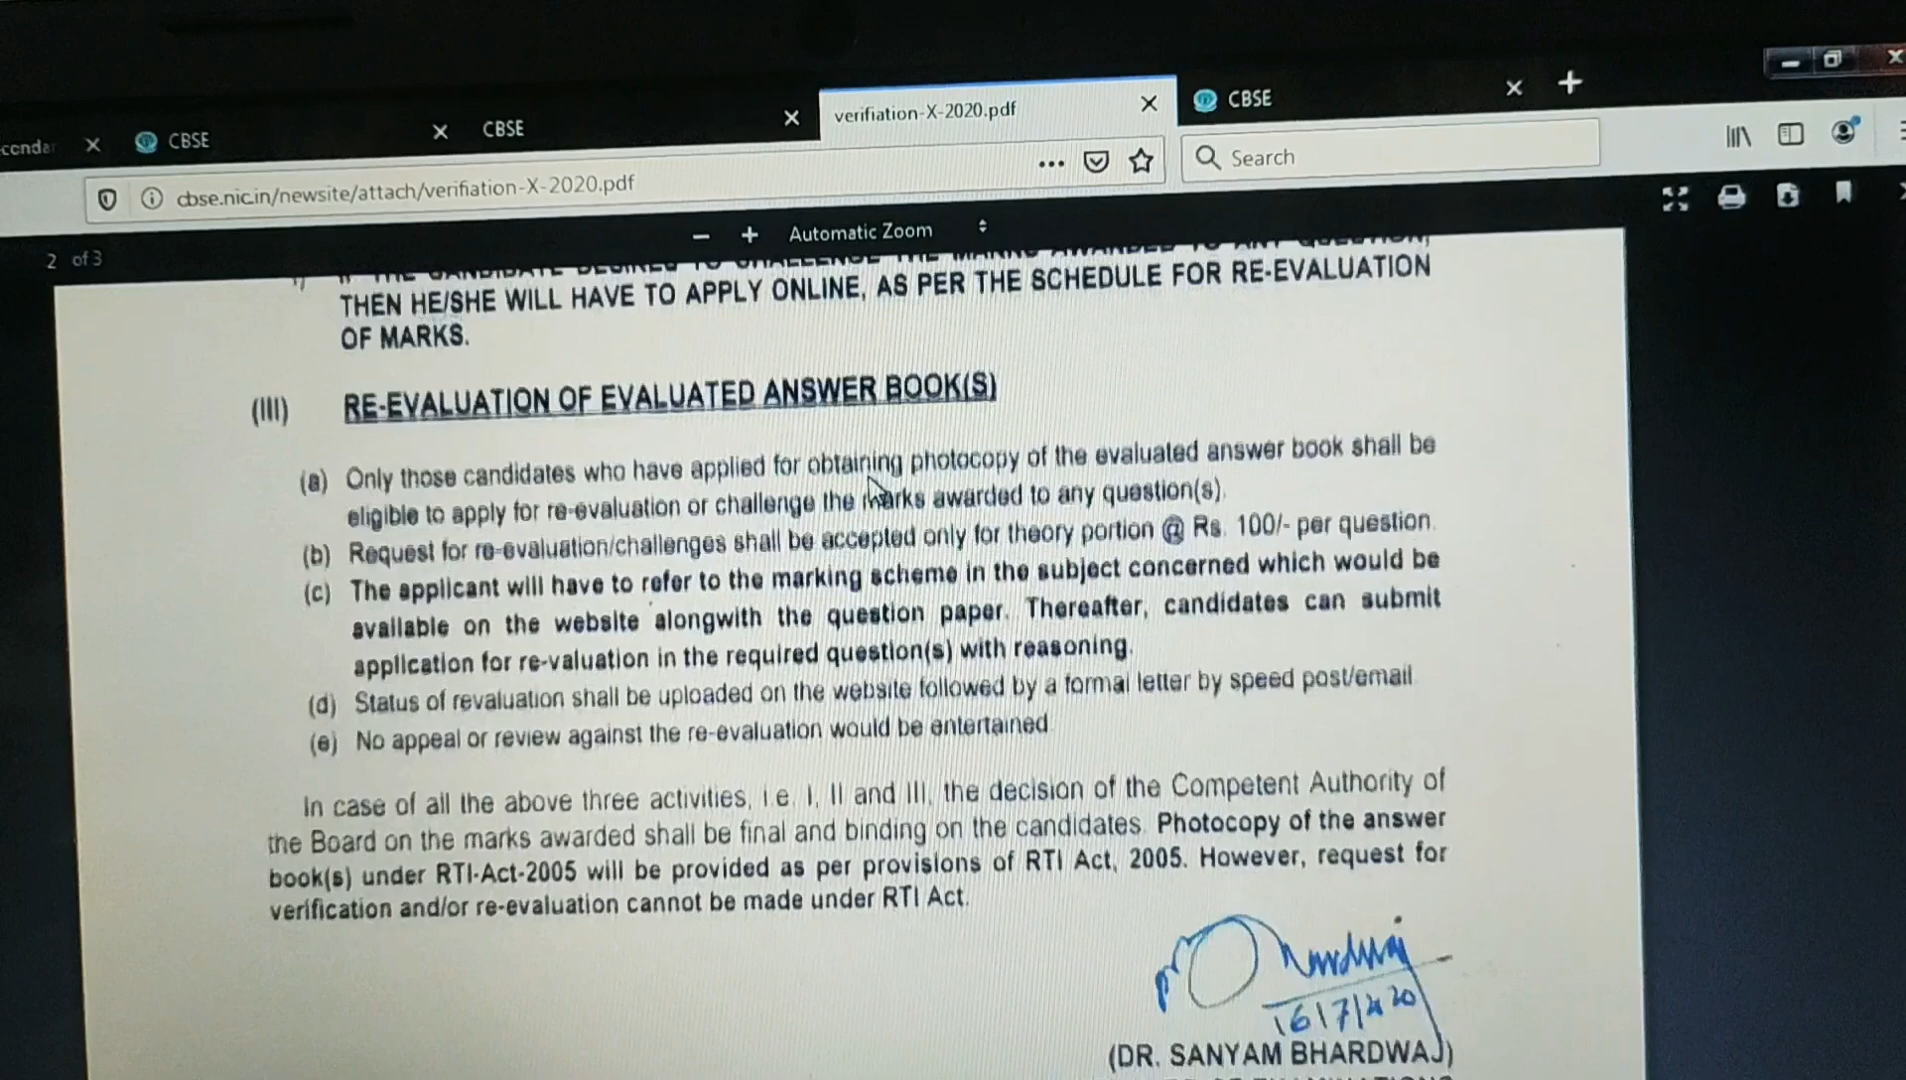 CBSE
CBSE
verifiation-X-2020.pdf
CBSE
cbse.nic.in/newsite/attach/verifiation-X-2020.pdf
Search
2 of 3
Automatic Zoom
IF THE CANDIDATE DESIRES TO CHALLENGE THE MARKS AWARDED TO ANY QUESTION,
THEN HE/SHE WILL HAVE TO APPLY ONLINE, AS PER THE SCHEDULE FOR RE-EVALUATION
OF MARKS.
(III) RE-EVALUATION OF EVALUATED ANSWER BOOK(S)
(a) Only those candidates who have applied for obtaining photocopy of the evaluated answer book shall be
eligible to apply for re-evaluation or challenge the marks awarded to any question(s).
(b) Request for re-evaluation/challenges shall be accepted only for theory portion @ Rs. 100/- per question.
(c) The applicant will have to refer to the marking scheme in the subject concerned which would be
available on the website alongwith the question paper. Thereafter, candidates can submit
application for re-valuation in the required question(s) with reasoning.
(d) Status of revaluation shall be uploaded on the website followed by a formal letter by speed post/email
(e) No appeal or review against the re-evaluation would be entertained
In case of all the above three activities, i.e. I, II and III, the decision of the Competent Authority of
the Board on the marks awarded shall be final and binding on the candidates. Photocopy of the answer
book(s) under RTI-Act-2005 will be provided as per provisions of RTI Act, 2005. However, request for
verification and/or re-evaluation cannot be made under RTI Act.
16/7/2020
(DR. SANYAM BHARDWAJ)